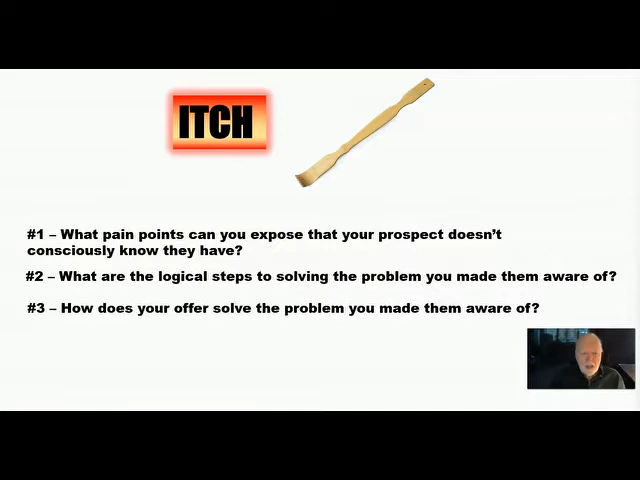 ITCH
#1 – What pain points can you expose that your prospect doesn't
consciously know they have?
#2 – What are the logical steps to solving the problem you made them aware of?
#3 – How does your offer solve the problem you made them aware of?